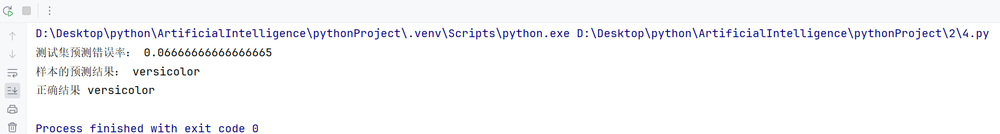 D:\Desktop\python\ArtificialIntelligence\pythonProject\.venv\Scripts\python.exe D:\Desktop\python\ArtificialIntelligence\pythonProject\2\4.py
测试集预测错误率： 0.06666666666666665
样本的预测结果： versicolor
正确结果 versicolor
Process finished with exit code 0